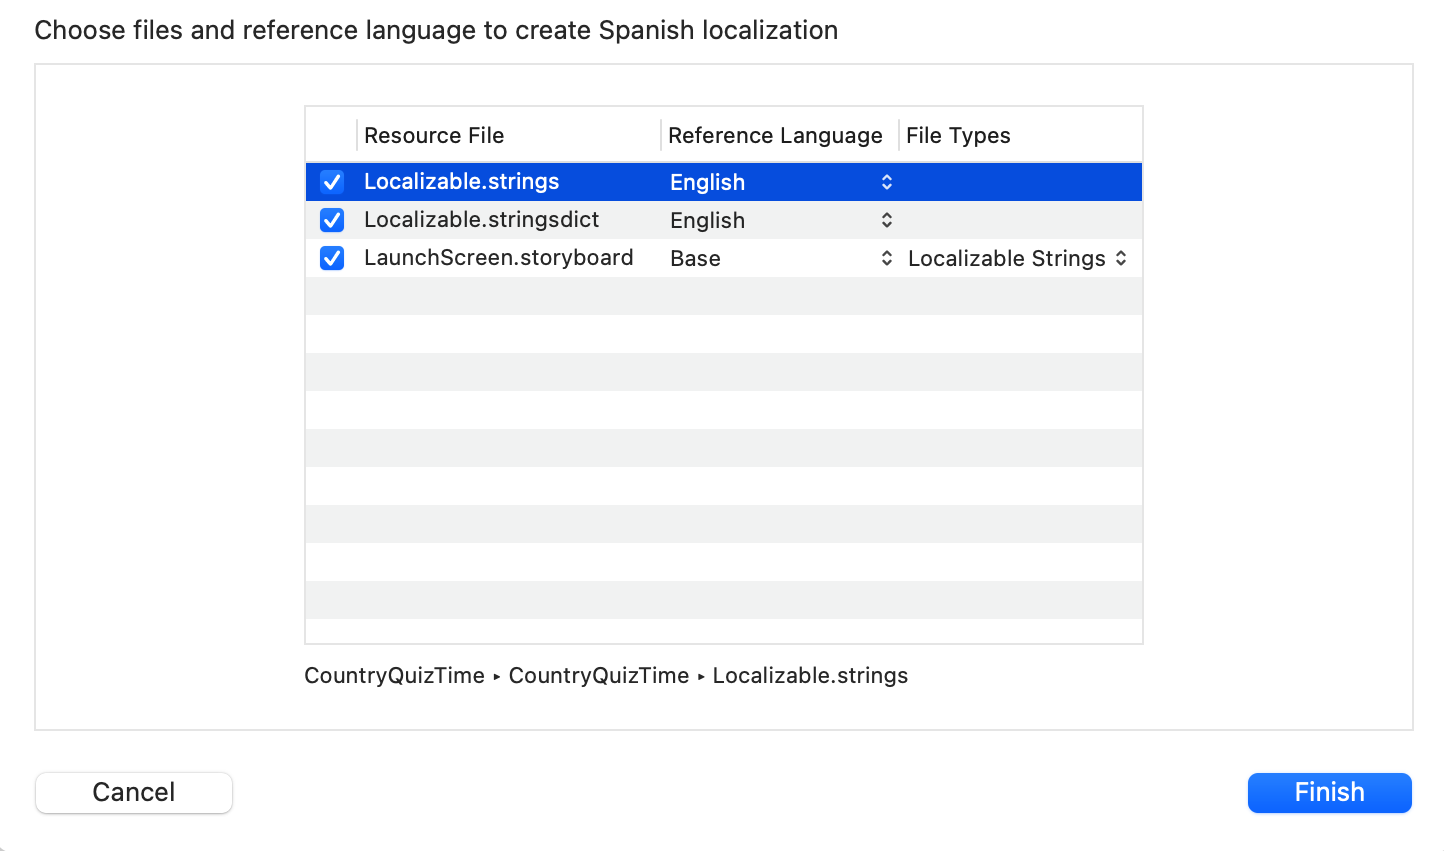 Choose files and reference language to create Spanish localization
Resource File Reference Language File Types
Localizable.strings English
Localizable.stringsdict English
LaunchScreen.storyboard Base Localizable Strings
CountryQuizTime ▸ CountryQuizTime ▸ Localizable.strings
Cancel Finish